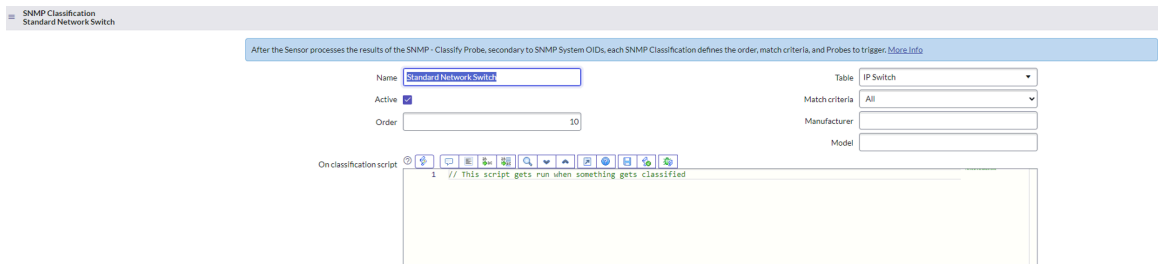 SNMP Classification
Standard Network Switch
After the Sensor processes the results of the SNMP - Classify Probe, secondary to SNMP System OIDs, each SNMP Classification defines the order, match criteria, and Probes to trigger. More Info
Name Standard Network Switch
Table IP Switch
Active
Match criteria All
Order 10
Manufacturer
Model
On classification script
1 // This script gets run when something gets classified